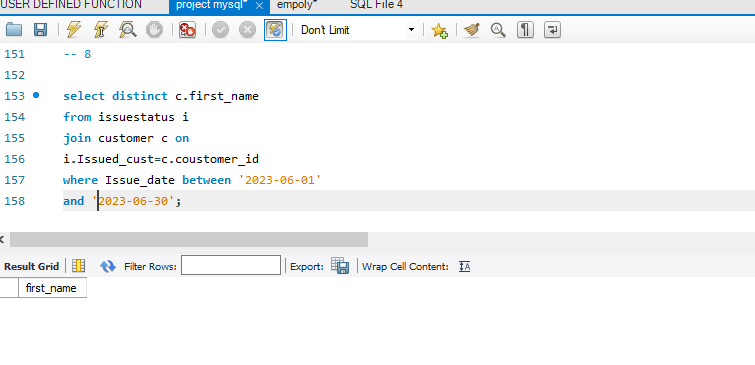 USER DEFINED FUNCTION project mysql* × empoly* SQL File 4
Don't Limit
151 -- 8
152
153 select distinct c.first_name
154 from issuestatus i
155 join customer c on
156 i.Issued_cust=c.coustomer_id
157 where Issue_date between '2023-06-01'
158 and '2023-06-30';
Result Grid Filter Rows: Export: Wrap Cell Content: IA
first_name